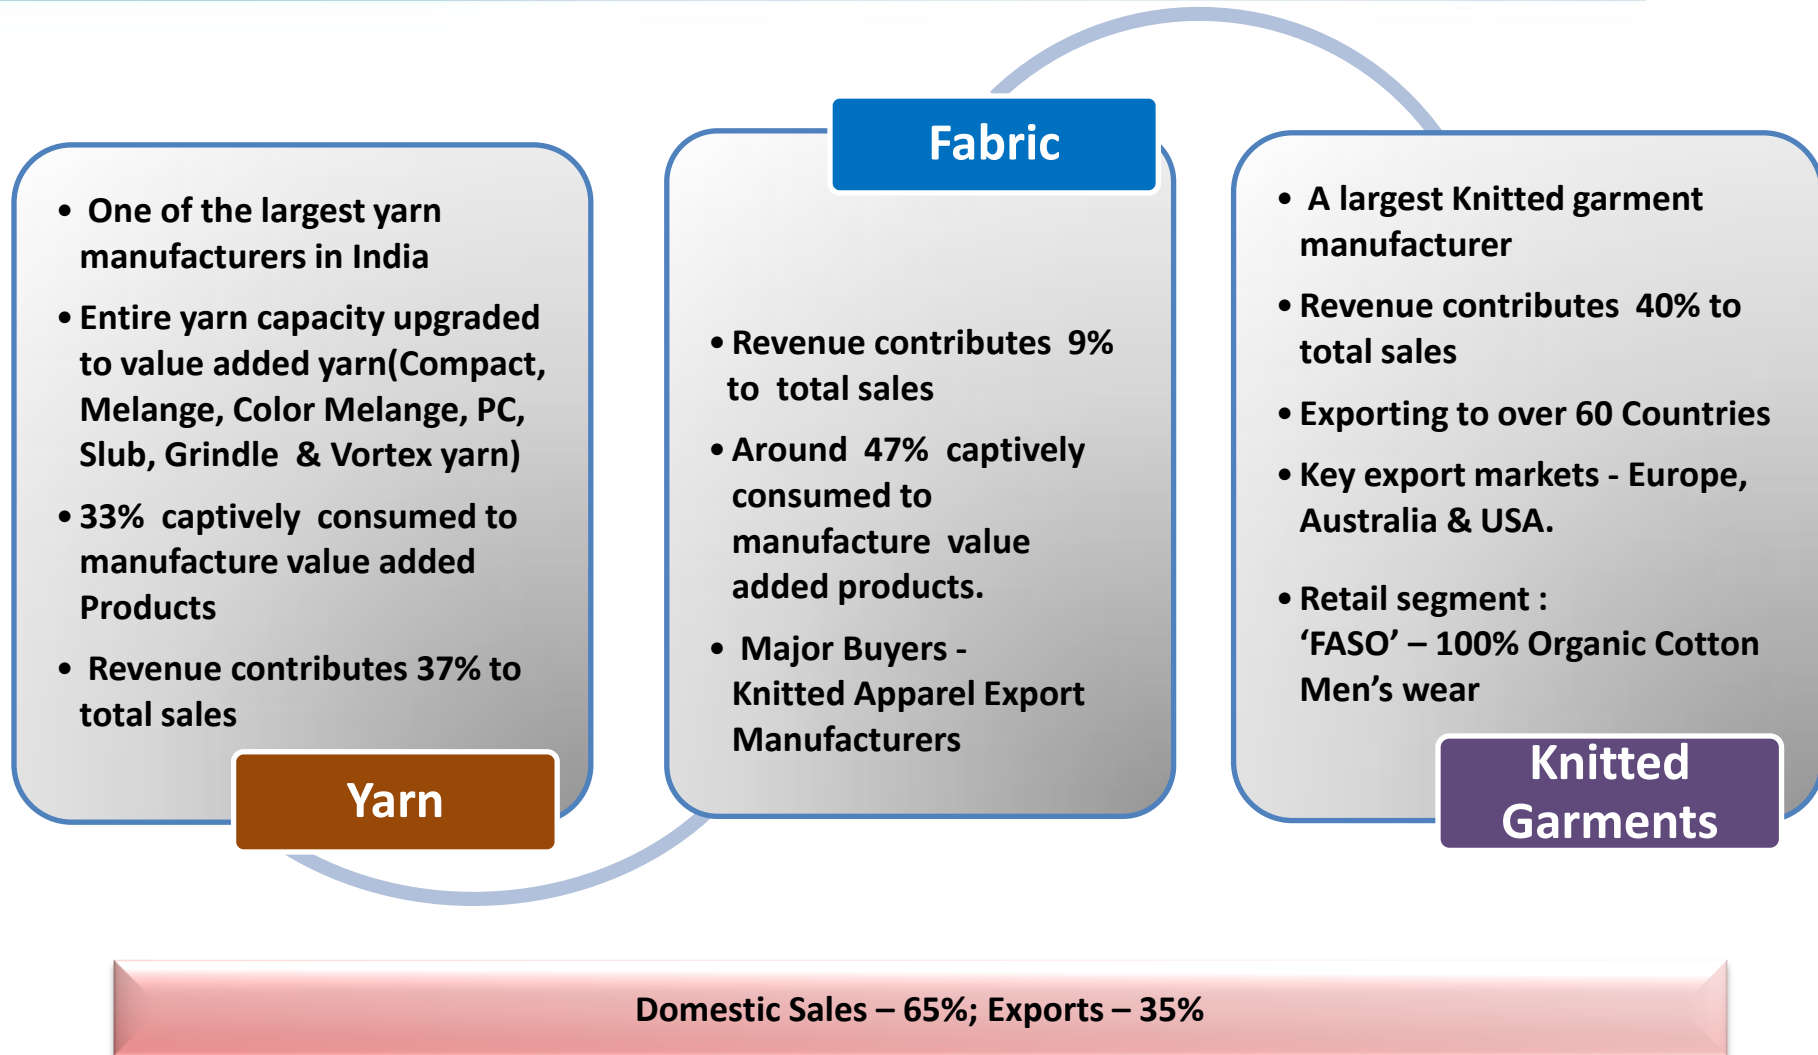 • One of the largest yarn
manufacturers in India
• Entire yarn capacity upgraded
to value added yarn(Compact,
Melange, Color Melange, PC,
Slub, Grindle & Vortex yarn)
• 33% captively consumed to
manufacture value added
Products
• Revenue contributes 37% to
total sales
Yarn
Fabric
• Revenue contributes 9%
to total sales
• Around 47% captively
consumed to
manufacture value
added products.
• Major Buyers -
Knitted Apparel Export
Manufacturers
• A largest Knitted garment
manufacturer
• Revenue contributes 40% to
total sales
• Exporting to over 60 Countries
• Key export markets - Europe,
Australia & USA.
• Retail segment :
‘FASO’ – 100% Organic Cotton
Men’s wear
Knitted
Garments
Domestic Sales – 65%; Exports – 35%